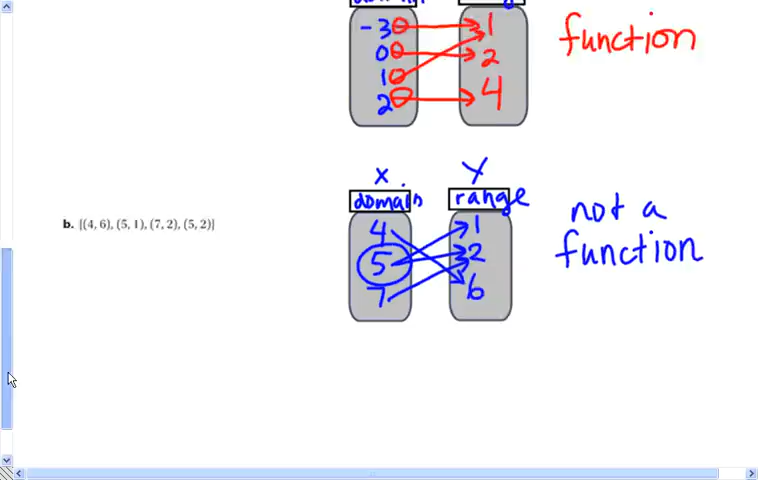 -3 1
0 2
1
2 4
function
X Y
domain range
b. {(4, 6), (5, 1), (7, 2), (5, 2)}
4 1
5 2
7 6
not a
function